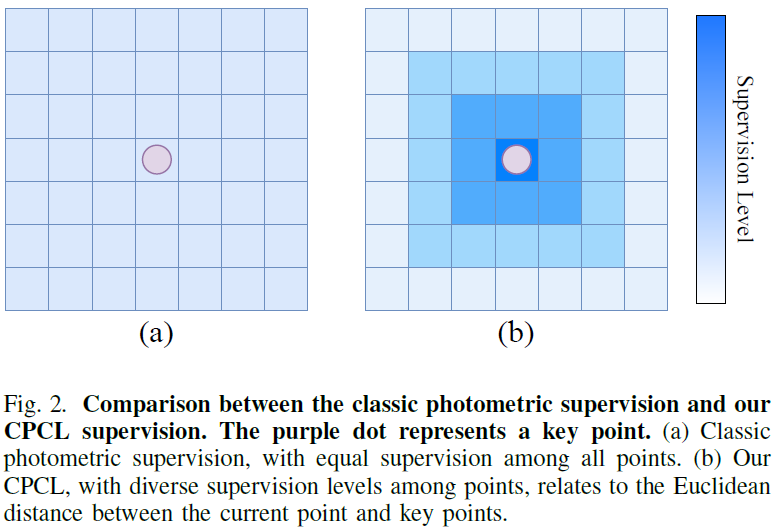 Supervision Level
(a)
(b)
Fig. 2. Comparison between the classic photometric supervision and our
CPCL supervision. The purple dot represents a key point. (a) Classic
photometric supervision, with equal supervision among all points. (b) Our
CPCL, with diverse supervision levels among points, relates to the Euclidean
distance between the current point and key points.